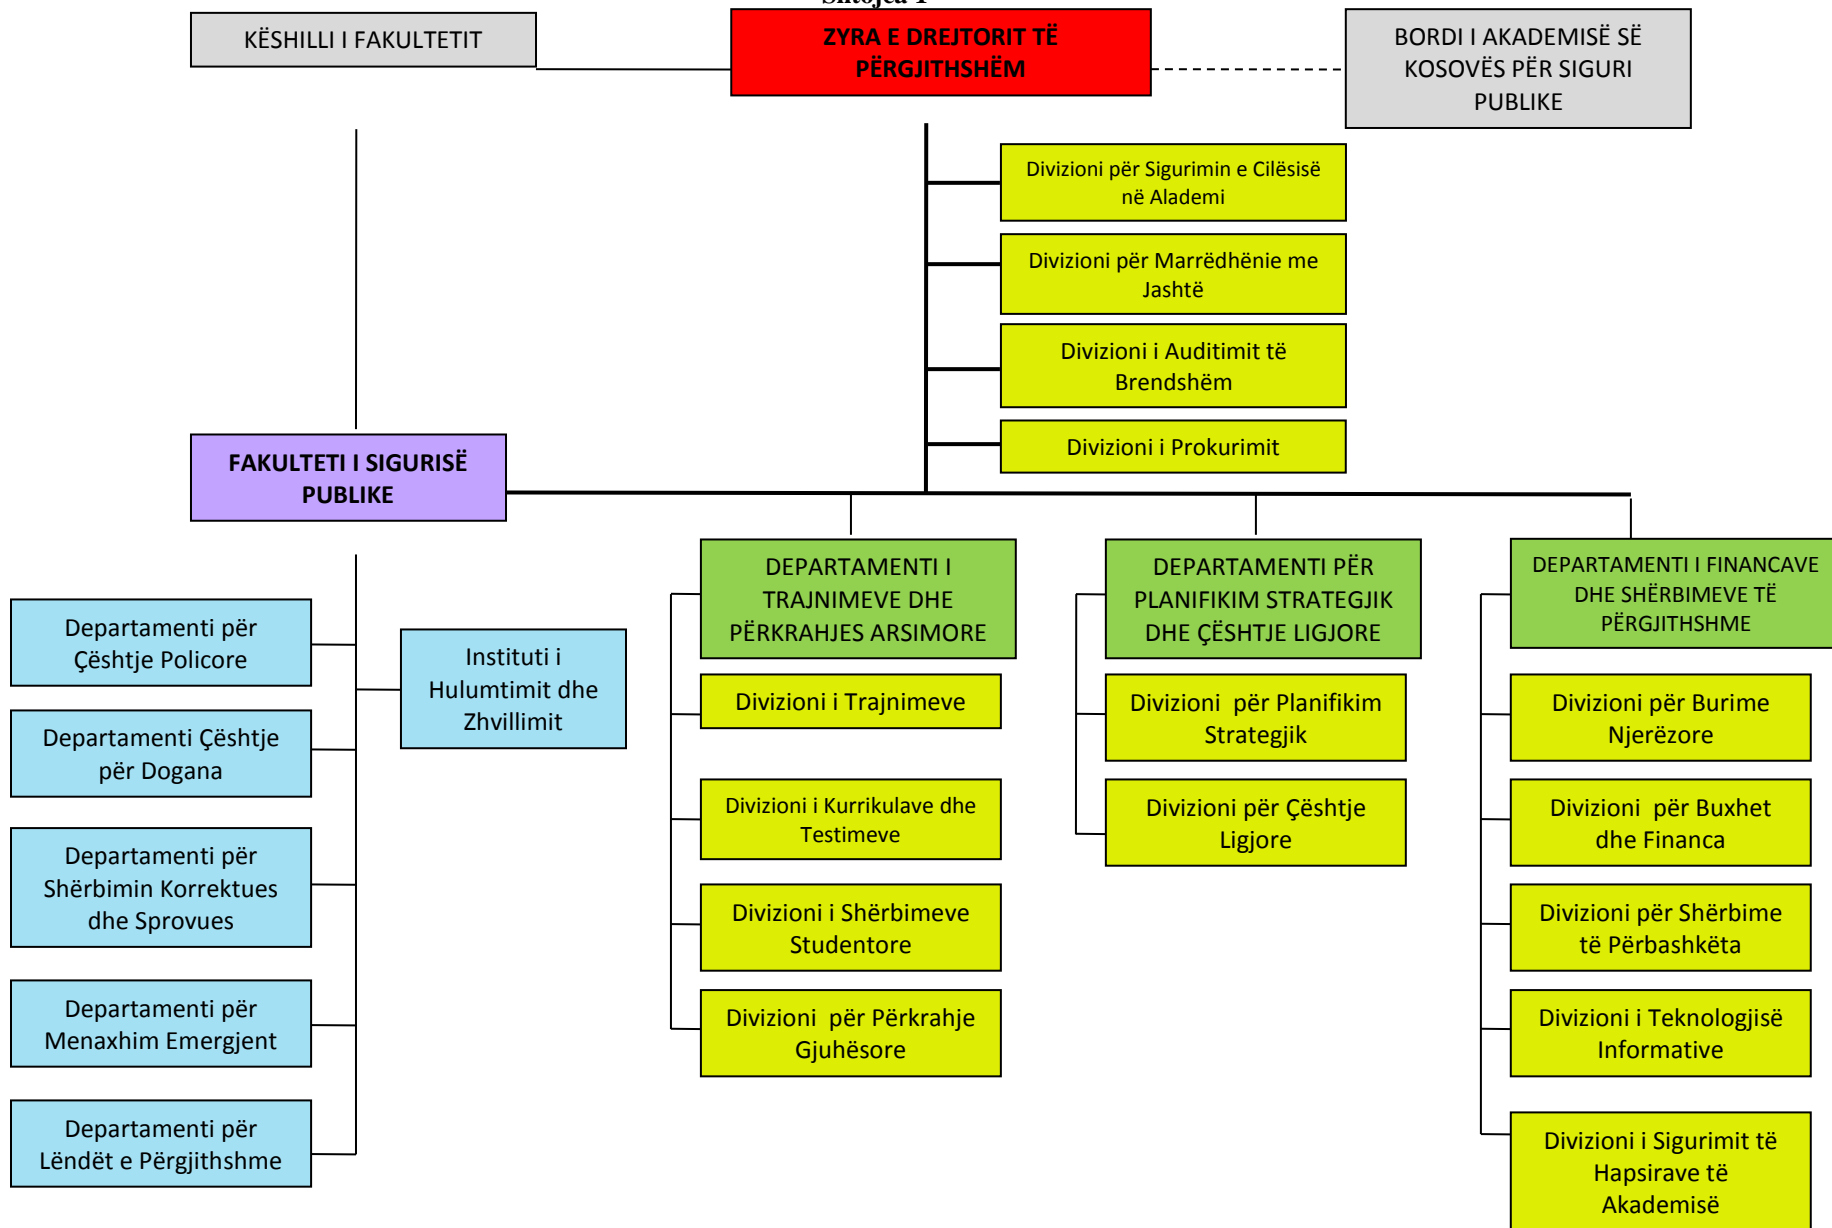 Shtojca 1
KËSHILLI I FAKULTETIT
ZYRA E DREJTORIT TË
PËRGJITHSHËM
BORDI I AKADEMISË SË
KOSOVËS PËR SIGURI
PUBLIKE
Divizioni për Sigurimin e Cilësisë
në Alademi
Divizioni për Marrëdhënie me
Jashtë
Divizioni i Auditimit të
Brendshëm
Divizioni i Prokurimit
FAKULTETI I SIGURISË
PUBLIKE
Departamenti për
Çështje Policore
Departamenti Çështje
për Dogana
Departamenti për
Shërbimin Korrektues
dhe Sprovues
Departamenti për
Menaxhim Emergjent
Departamenti për
Lëndët e Përgjithshme
Instituti i
Hulumtimit dhe
Zhvillimit
DEPARTAMENTI I
TRAJNIMEVE DHE
PËRKRAHJES ARSIMORE
Divizioni i Trajnimeve
Divizioni i Kurrikulave dhe
Testimeve
Divizioni i Shërbimeve
Studentore
Divizioni  për Përkrahje
Gjuhësore
DEPARTAMENTI PËR
PLANIFIKIM STRATEGJIK
DHE ÇËSHTJE LIGJORE
Divizioni  për Planifikim
Strategjik
Divizioni për Çështje
Ligjore
DEPARTAMENTI I FINANCAVE
DHE SHËRBIMEVE TË
PËRGJITHSHME
Divizioni për Burime
Njerëzore
Divizioni  për Buxhet
dhe Financa
Divizioni për Shërbime
të Përbashkëta
Divizioni i Teknologjisë
Informative
Divizioni i Sigurimit të
Hapsirave të
Akademisë